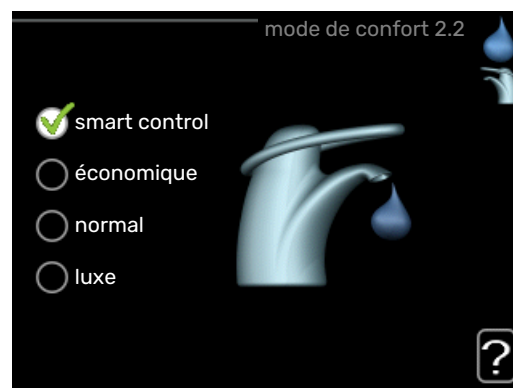 mode de confort 2.2
smart control
économique
normal
luxe
?